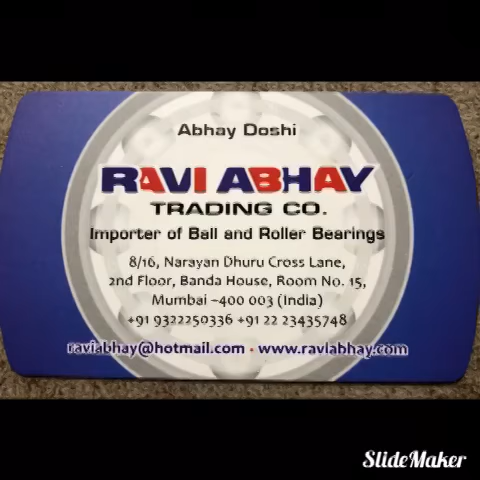 Abhay Doshi
RAVI ABHAY
TRADING CO.
Importer of Ball and Roller Bearings
8/16, Narayan Dhuru Cross Lane,
2nd Floor, Banda House, Room No. 15,
Mumbai -400 003 (India)
+91 9322250336 +91 22 23435748
raviabhay@hotmail.com • www.raviabhay.com
SlideMaker